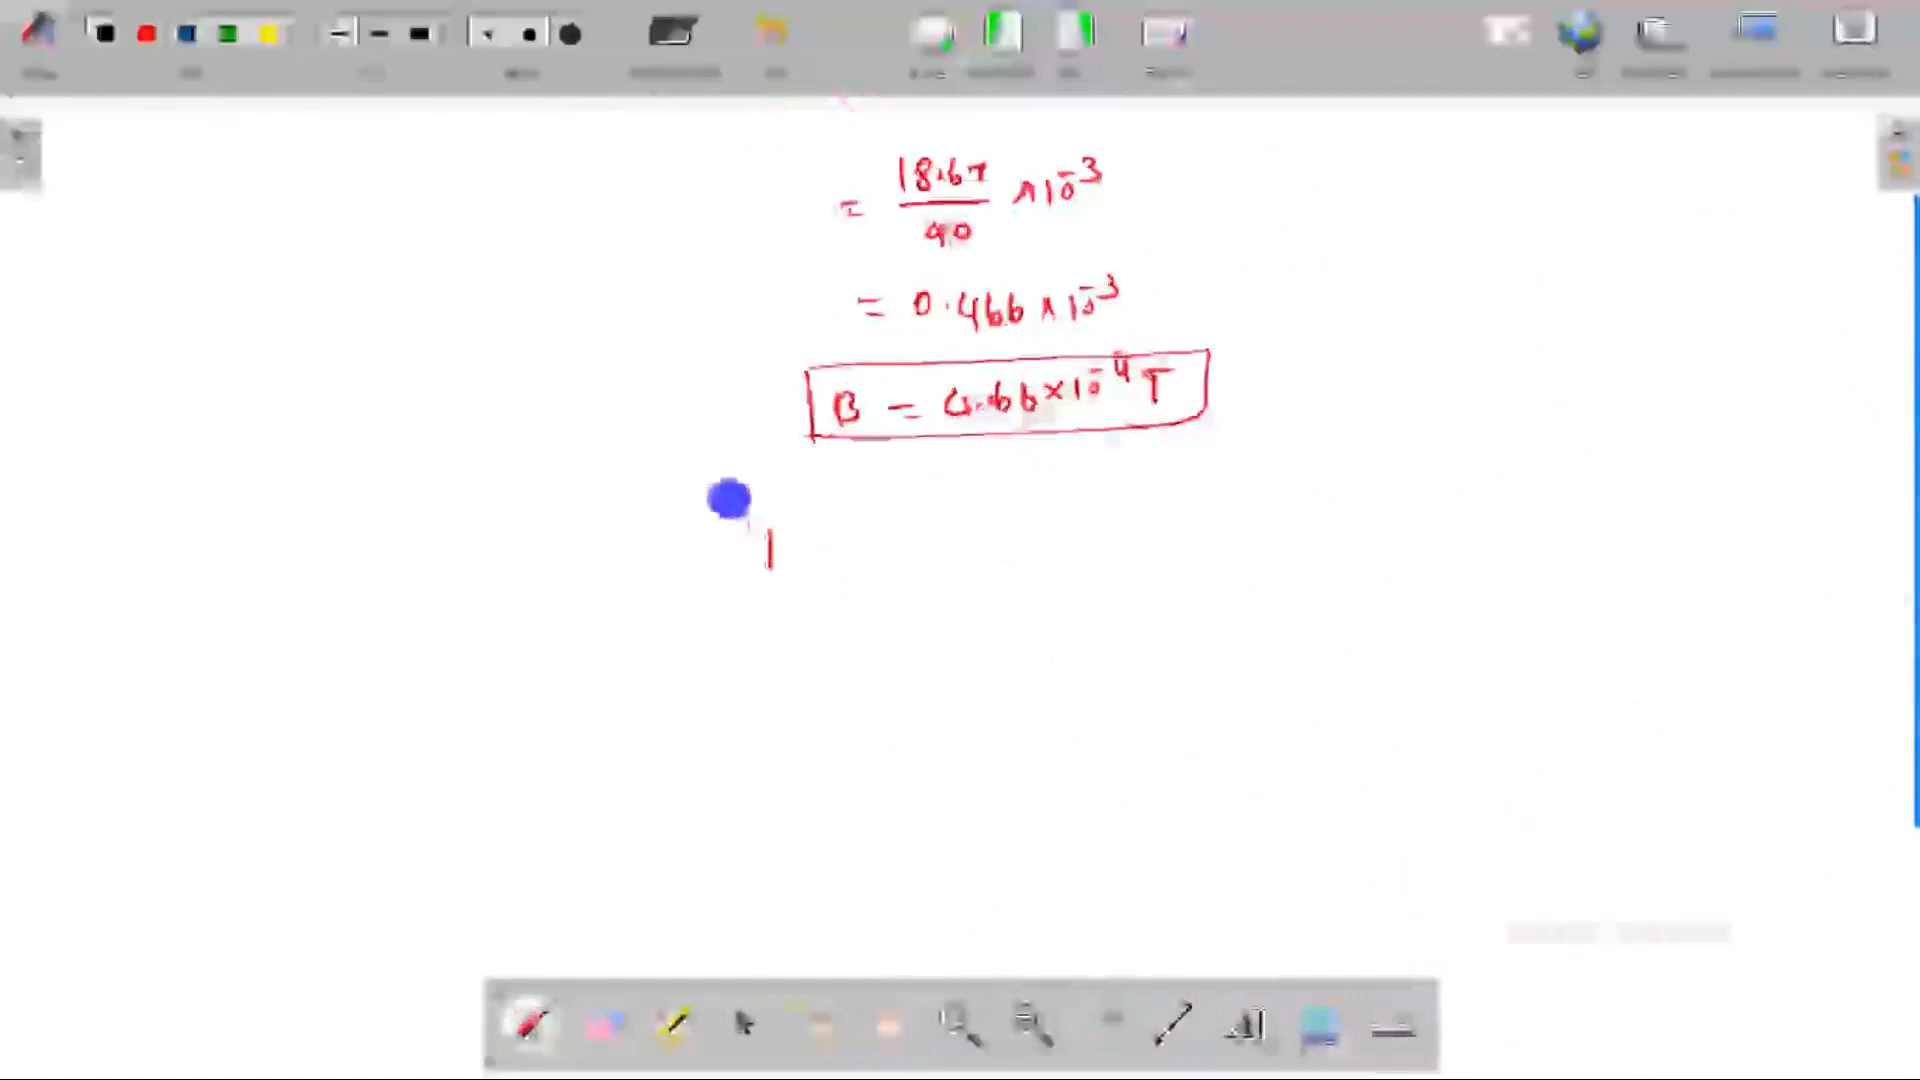 = 18.67 / 40 × 10^-3
= 0.466 × 10^-3
B = 4.66 × 10^-4 T